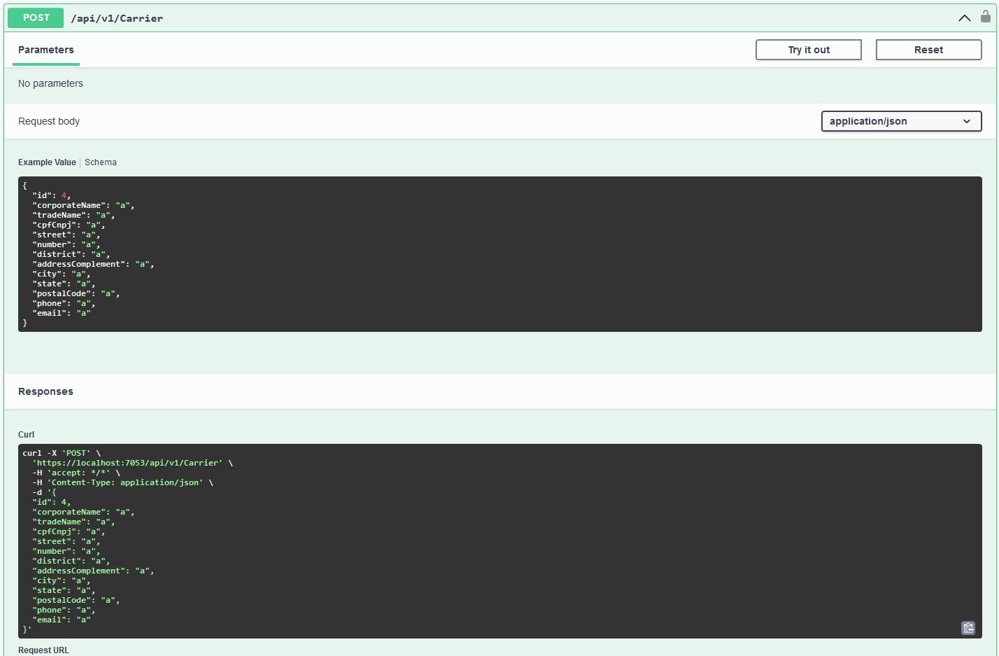 POST /api/v1/Carrier
Parameters
Try it out
Reset
No parameters
Request body
application/json
Example Value | Schema
{
  "id": 4,
  "corporateName": "a",
  "tradeName": "a",
  "cpfCnpj": "a",
  "street": "a",
  "number": "a",
  "district": "a",
  "addressComplement": "a",
  "city": "a",
  "state": "a",
  "postalCode": "a",
  "phone": "a",
  "email": "a"
}
Responses
Curl
curl -X 'POST' \
  'https://localhost:7053/api/v1/Carrier' \
  -H 'accept: */*' \
  -H 'Content-Type: application/json' \
  -d '{
  "id": 4,
  "corporateName": "a",
  "tradeName": "a",
  "cpfCnpj": "a",
  "street": "a",
  "number": "a",
  "district": "a",
  "addressComplement": "a",
  "city": "a",
  "state": "a",
  "postalCode": "a",
  "phone": "a",
  "email": "a"
}'
Request URL